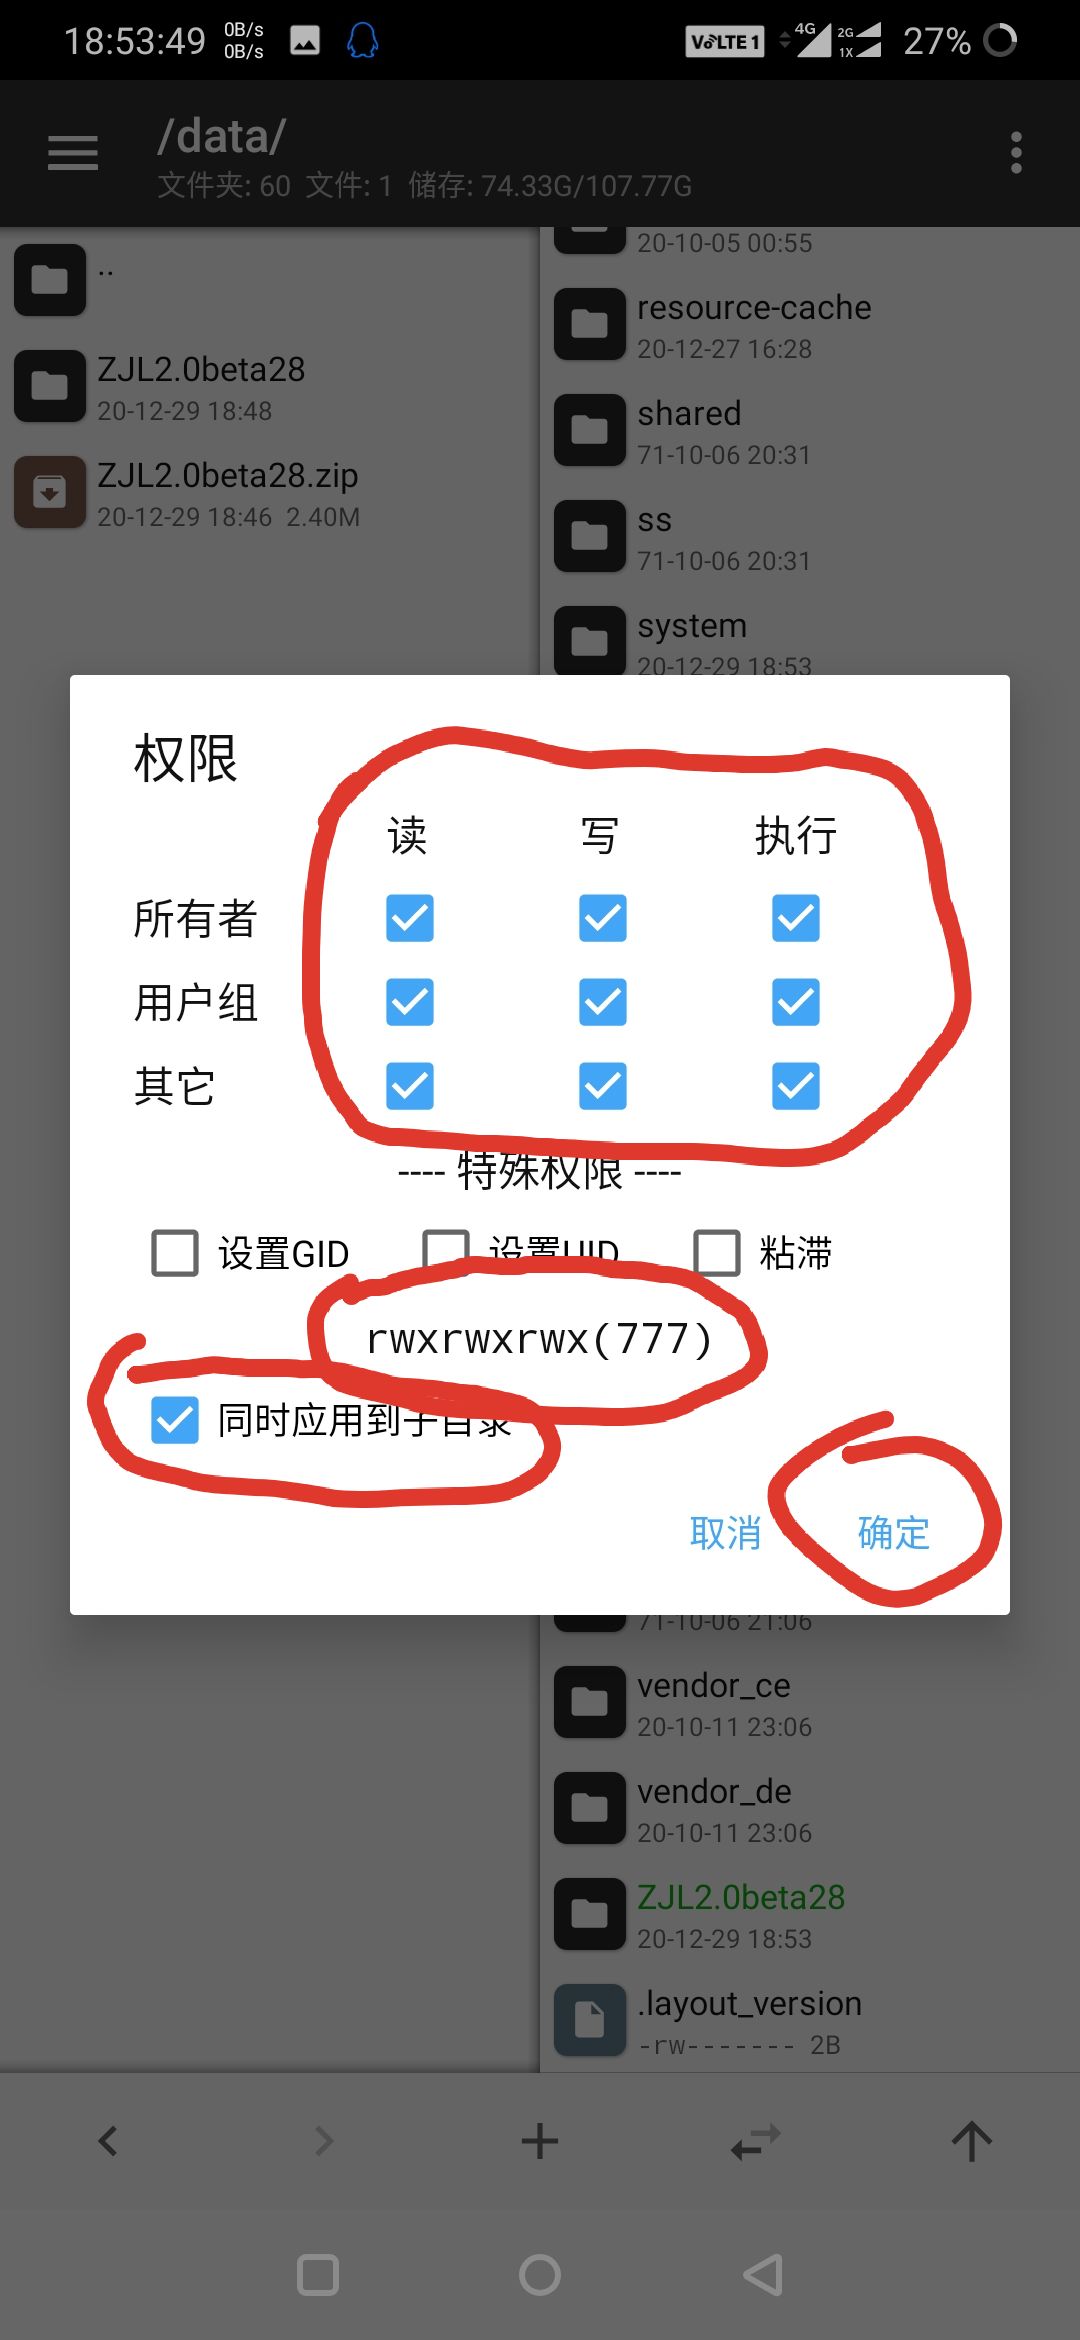 18:53:49 0B/s 0B/s VoLTE 1 4G 2G 1X 27%
/data/
文件夹: 60 文件: 1 储存: 74.33G/107.77G
..
ZJL2.0beta28
20-12-29 18:48
ZJL2.0beta28.zip
20-12-29 18:46 2.40M
20-10-05 00:55
resource-cache
20-12-27 16:28
shared
71-10-06 20:31
ss
71-10-06 20:31
system
20-12-29 18:53
权限
读 写 执行
所有者
用户组
其它
---- 特殊权限 ----
设置GID 设置UID 粘滞
rwxrwxrwx(777)
同时应用到子目录
取消 确定
71-10-06 21:06
vendor_ce
20-10-11 23:06
vendor_de
20-10-11 23:06
ZJL2.0beta28
20-12-29 18:53
.layout_version
-rw------- 2B